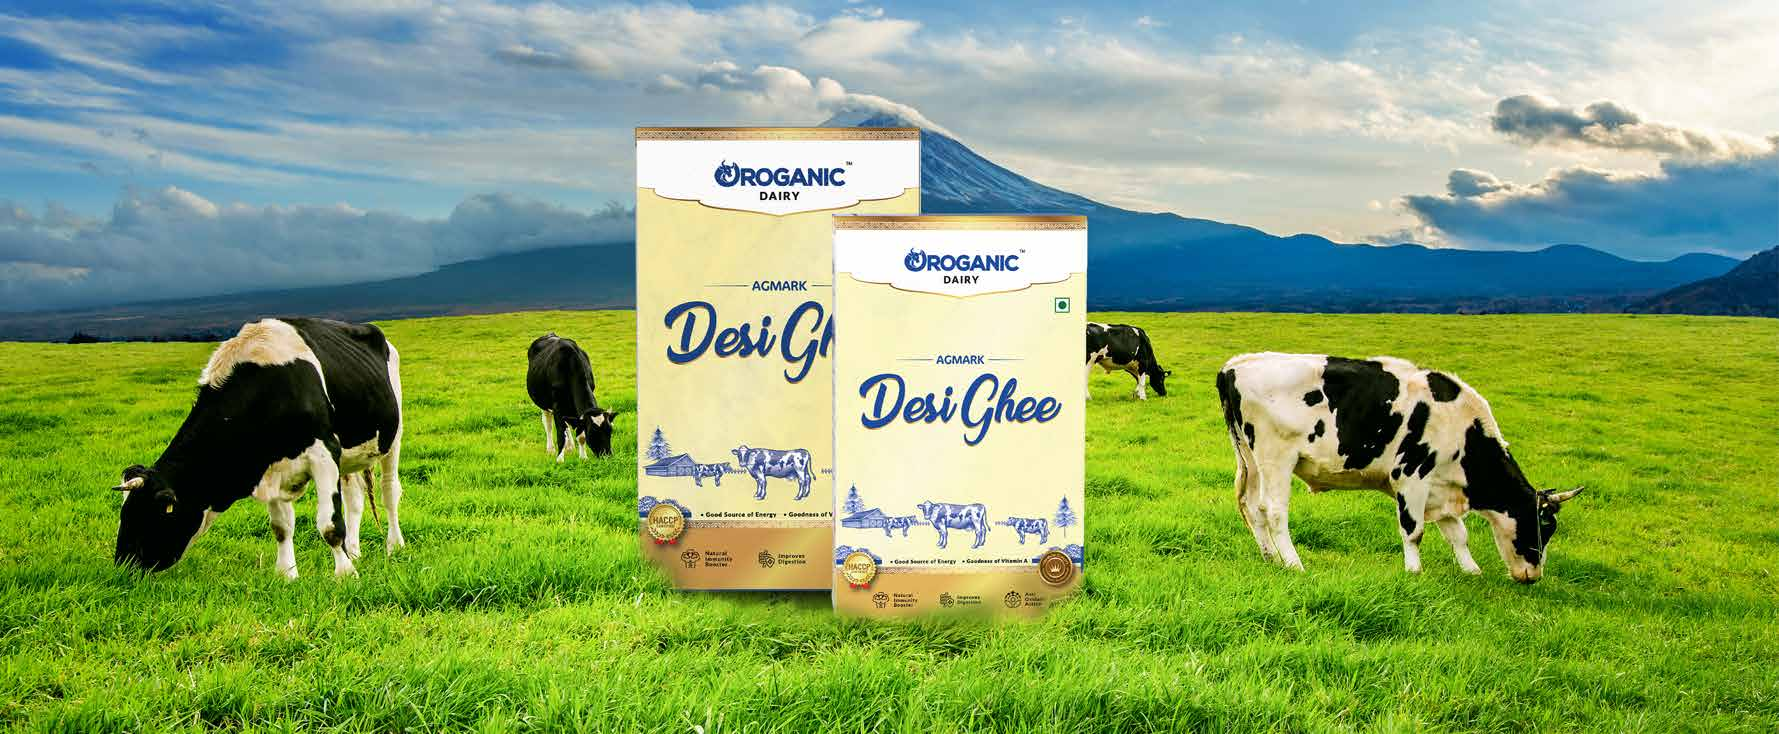 OROGANIC™
DAIRY
AGMARK
Desi Gh
HACCP
• Good Source of Energy • Goodness of V
Natural
Immunity
Booster
Improves
Digestion
OROGANIC™
DAIRY
AGMARK
Desi Ghee
HACCP
• Good Source of Energy • Goodness of Vitamin A
Natural
Immunity
Booster
Improves
Digestion
Anti
Oxidant
Action